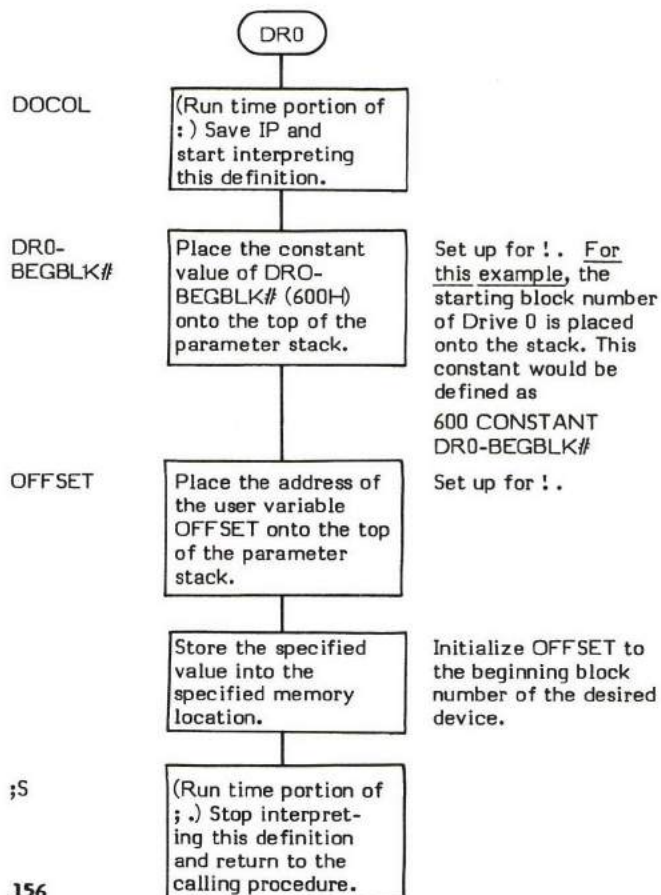 DR0
DOCOL
(Run time portion of
: ) Save IP and
start interpreting
this definition.
DR0-
BEGBLK#
Place the constant
value of DRO-
BEGBLK# (600H)
onto the top of the
parameter stack.
Set up for ! . For
this example, the
starting block number
of Drive 0 is placed
onto the stack. This
constant would be
defined as
600 CONSTANT
DR0-BEGBLK#
OFFSET
Place the address of
the user variable
OFFSET onto the top
of the parameter
stack.
Set up for ! .
Store the specified
value into the
specified memory
location.
Initialize OFFSET to
the beginning block
number of the desired
device.
;S
(Run time portion of
; .) Stop interpret-
ing this definition
and return to the
calling procedure.
156